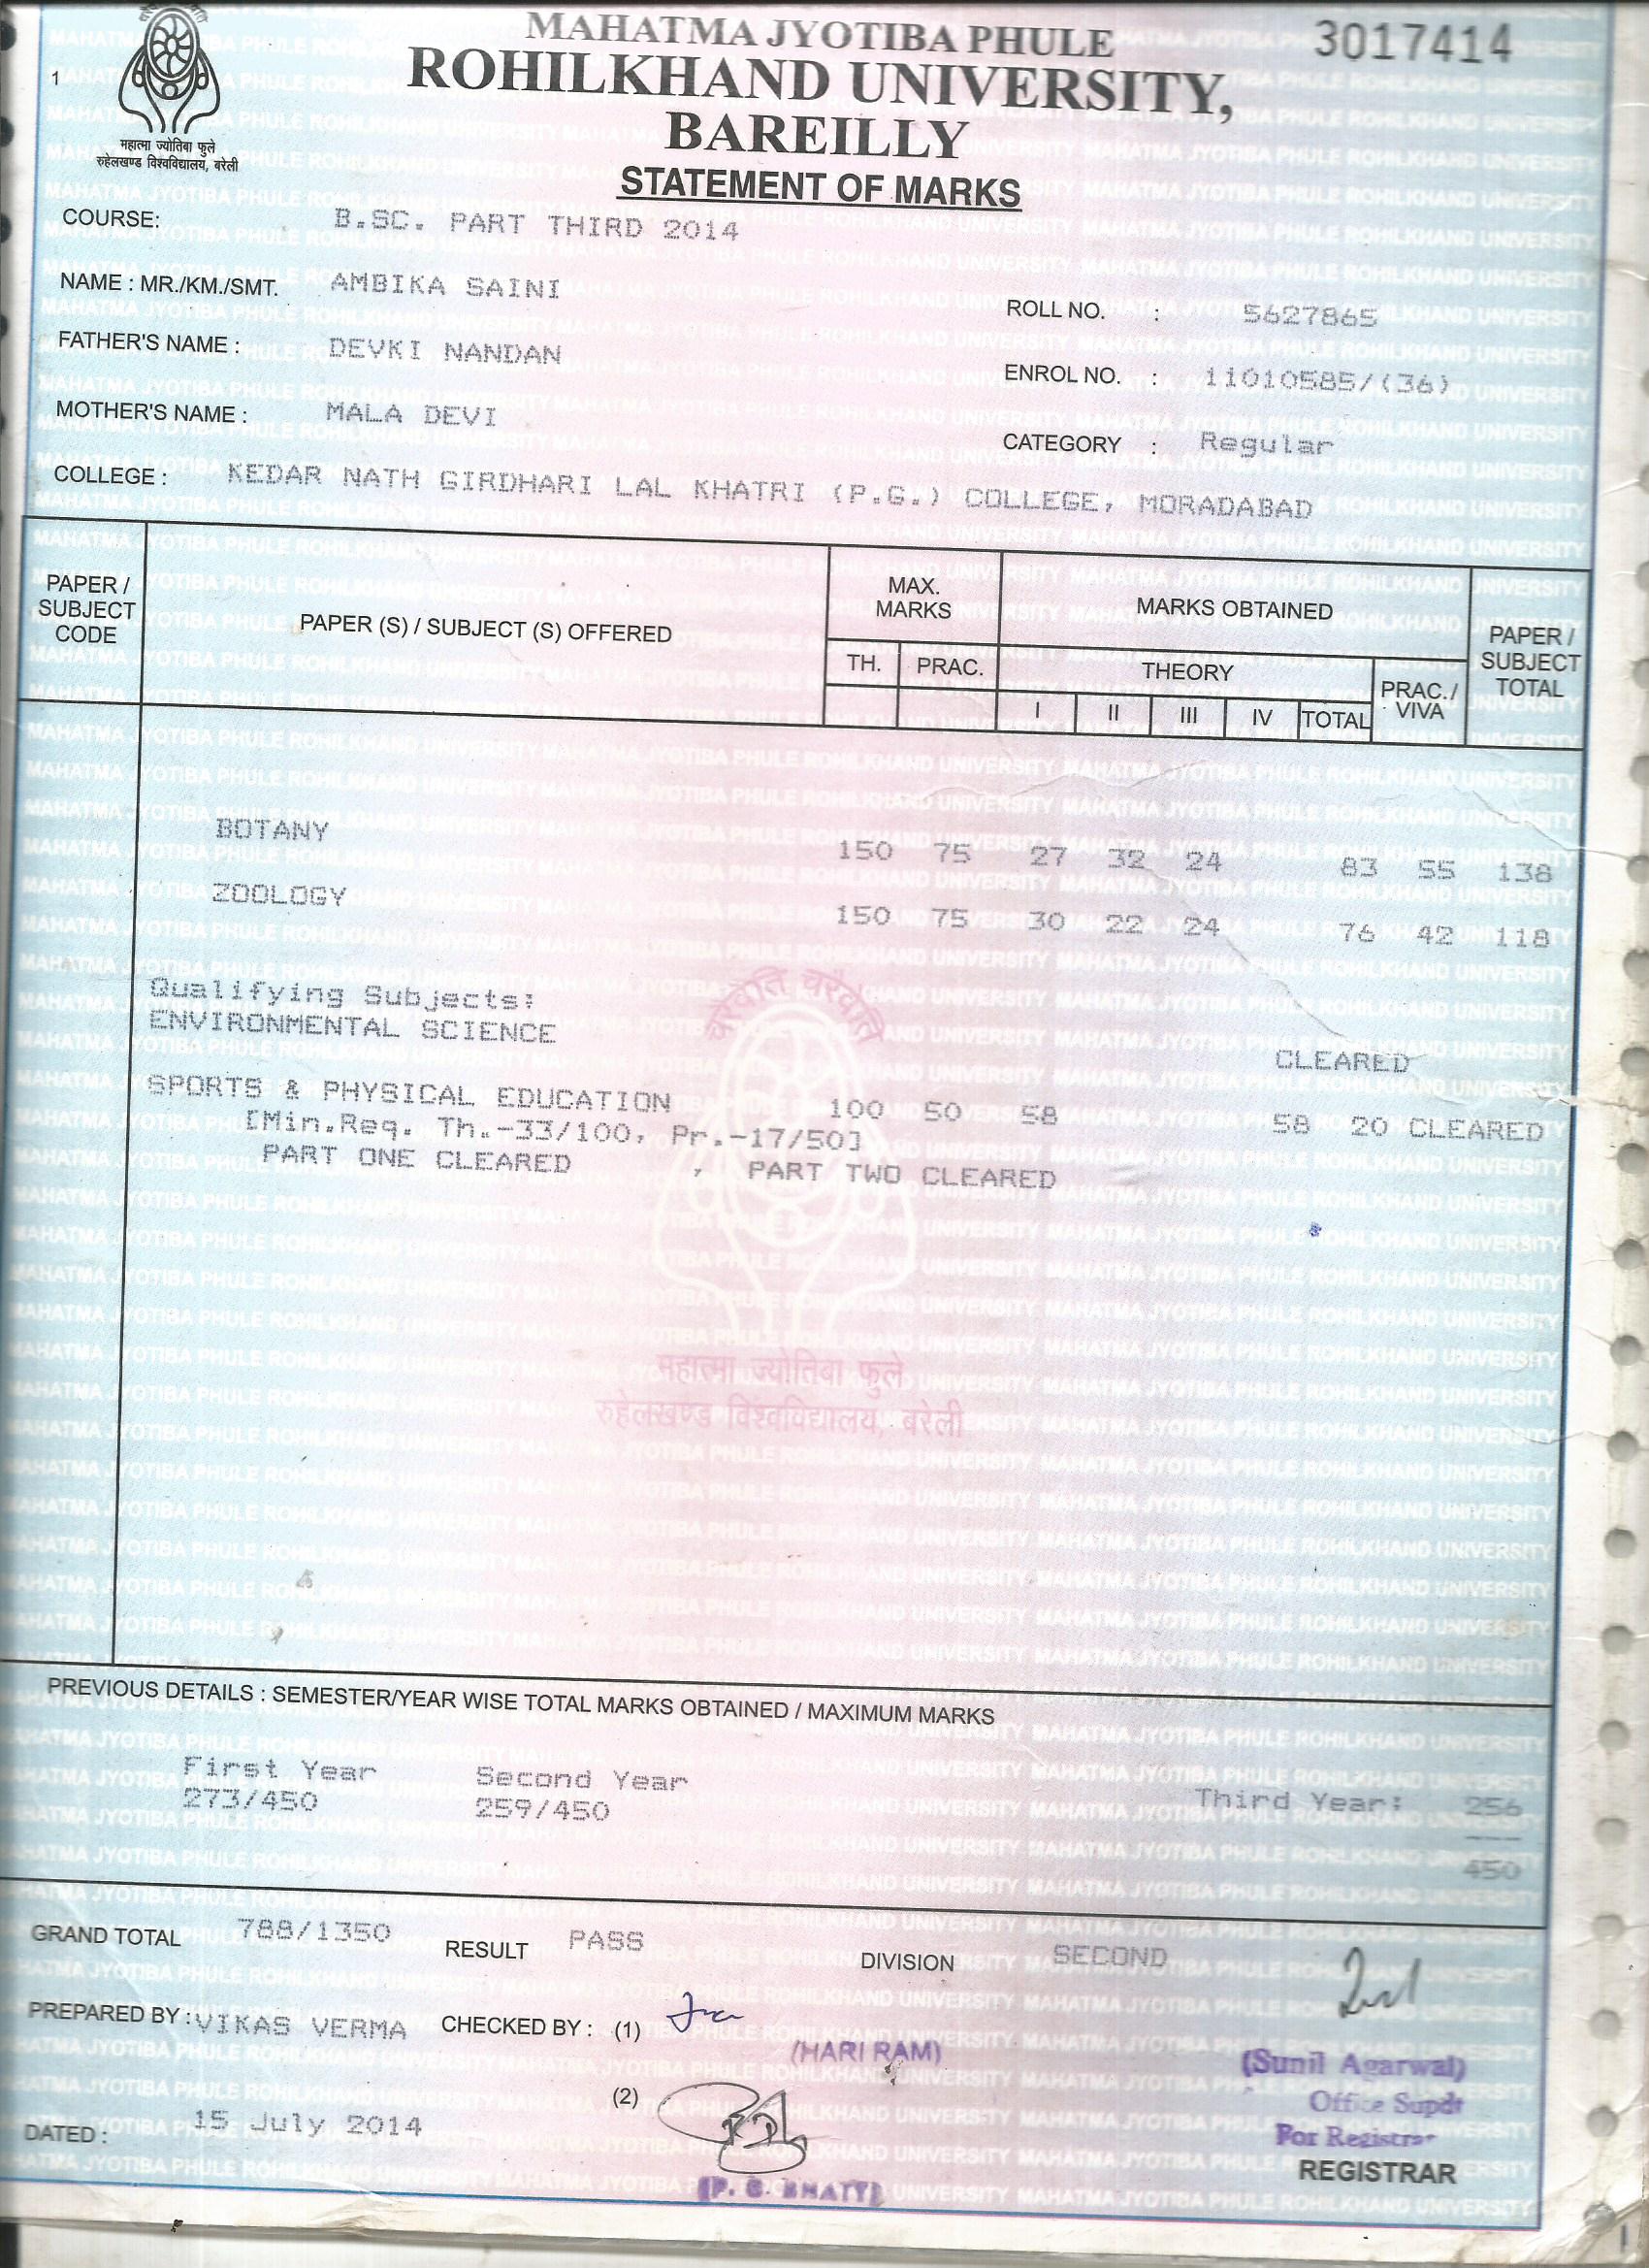 MAHATMA JYOTIBA PHULE
3017414
ROHILKHAND UNIVERSITY,
BAREILLY
1
महात्मा ज्योतिबा फुले
रुहेलखण्ड विश्वविद्यालय, बरेली
STATEMENT OF MARKS
COURSE: B.SC. PART THIRD 2014
NAME : MR./KM./SMT. AMBIKA SAINI
ROLL NO. : 5627865
FATHER'S NAME : DEVKI NANDAN
ENROL NO. : 11010585/(36)
MOTHER'S NAME : MALA DEVI
CATEGORY : Regular
COLLEGE : KEDAR NATH GIRDHARI LAL KHATRI (P.G.) COLLEGE, MORADABAD
PAPER / SUBJECT CODE
PAPER (S) / SUBJECT (S) OFFERED
MAX. MARKS
MARKS OBTAINED
PAPER / SUBJECT TOTAL
TH. PRAC. THEORY PRAC./ VIVA
I II III IV TOTAL
BOTANY 150 75 27 32 24 83 55 138
ZOOLOGY 150 75 30 22 24 76 42 118
Qualifying Subjects:
ENVIRONMENTAL SCIENCE CLEARED
SPORTS & PHYSICAL EDUCATION 100 50 58 58 20 CLEARED
[Min.Req. Th.-33/100, Pr.-17/50]
PART ONE CLEARED , PART TWO CLEARED
चरैवेति चरैवेति
महात्मा ज्योतिबा फुले
रुहेलखण्ड विश्वविद्यालय, बरेली
PREVIOUS DETAILS : SEMESTER/YEAR WISE TOTAL MARKS OBTAINED / MAXIMUM MARKS
First Year Second Year Third Year: 256
273/450 259/450 ---
450
GRAND TOTAL 788/1350 RESULT PASS DIVISION SECOND
PREPARED BY : VIKAS VERMA CHECKED BY : (1)
(HARI RAM)
(Sunil Agarwal)
(2)
Office Supdt
DATED : 15 July 2014
For Registrar
REGISTRAR